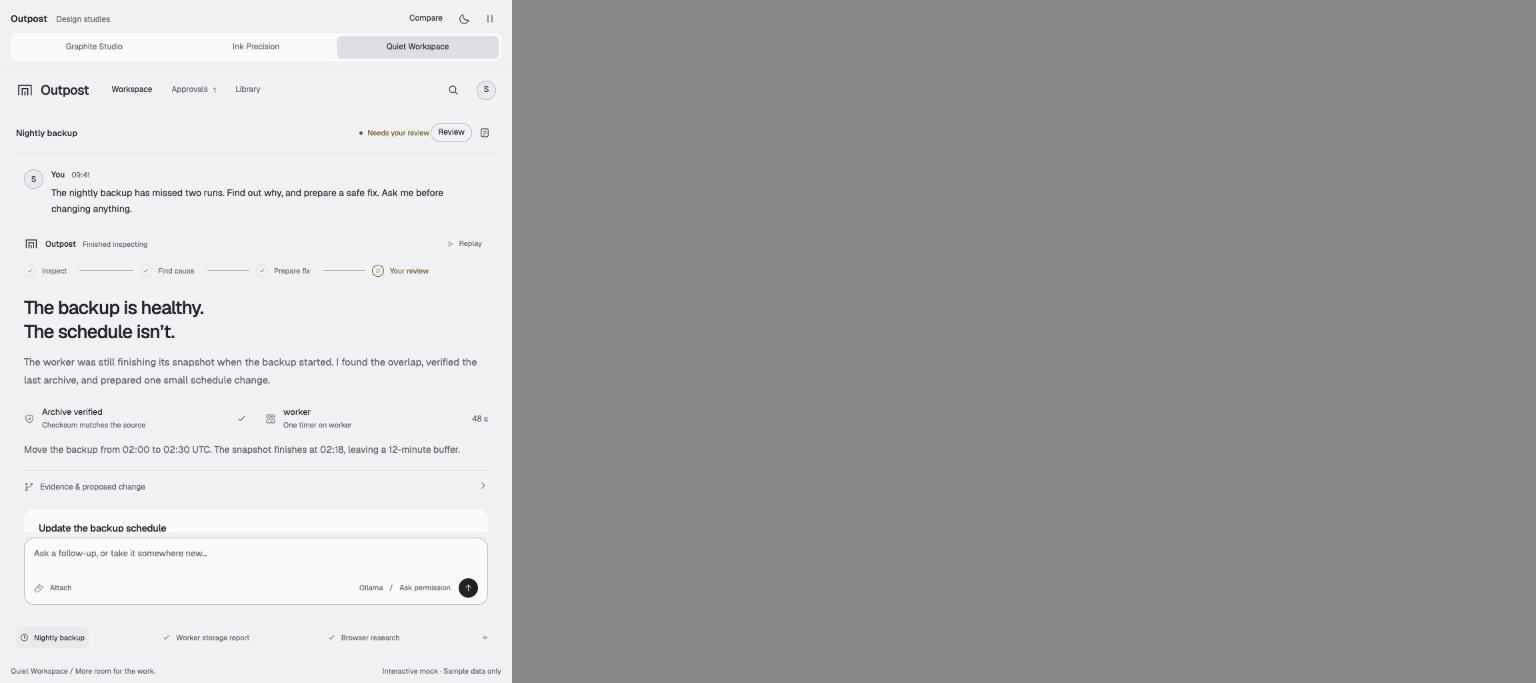 Outpost Design studies Compare
Graphite Studio Ink Precision Quiet Workspace
Outpost Workspace Approvals 1 Library S
Nightly backup Needs your review Review
S You 09:41
The nightly backup has missed two runs. Find out why, and prepare a safe fix. Ask me before
changing anything.
Outpost Finished inspecting Replay
Inspect Find cause Prepare fix Your review
The backup is healthy.
The schedule isn’t.
The worker was still finishing its snapshot when the backup started. I found the overlap, verified the
last archive, and prepared one small schedule change.
Archive verified worker 48 s
Checksum matches the source One timer on worker
Move the backup from 02:00 to 02:30 UTC. The snapshot finishes at 02:18, leaving a 12-minute buffer.
Evidence & proposed change
Update the backup schedule
Ask a follow-up, or take it somewhere new...
Attach Ollama / Ask permission
Nightly backup Worker storage report Browser research +
Quiet Workspace / More room for the work. Interactive mock · Sample data only